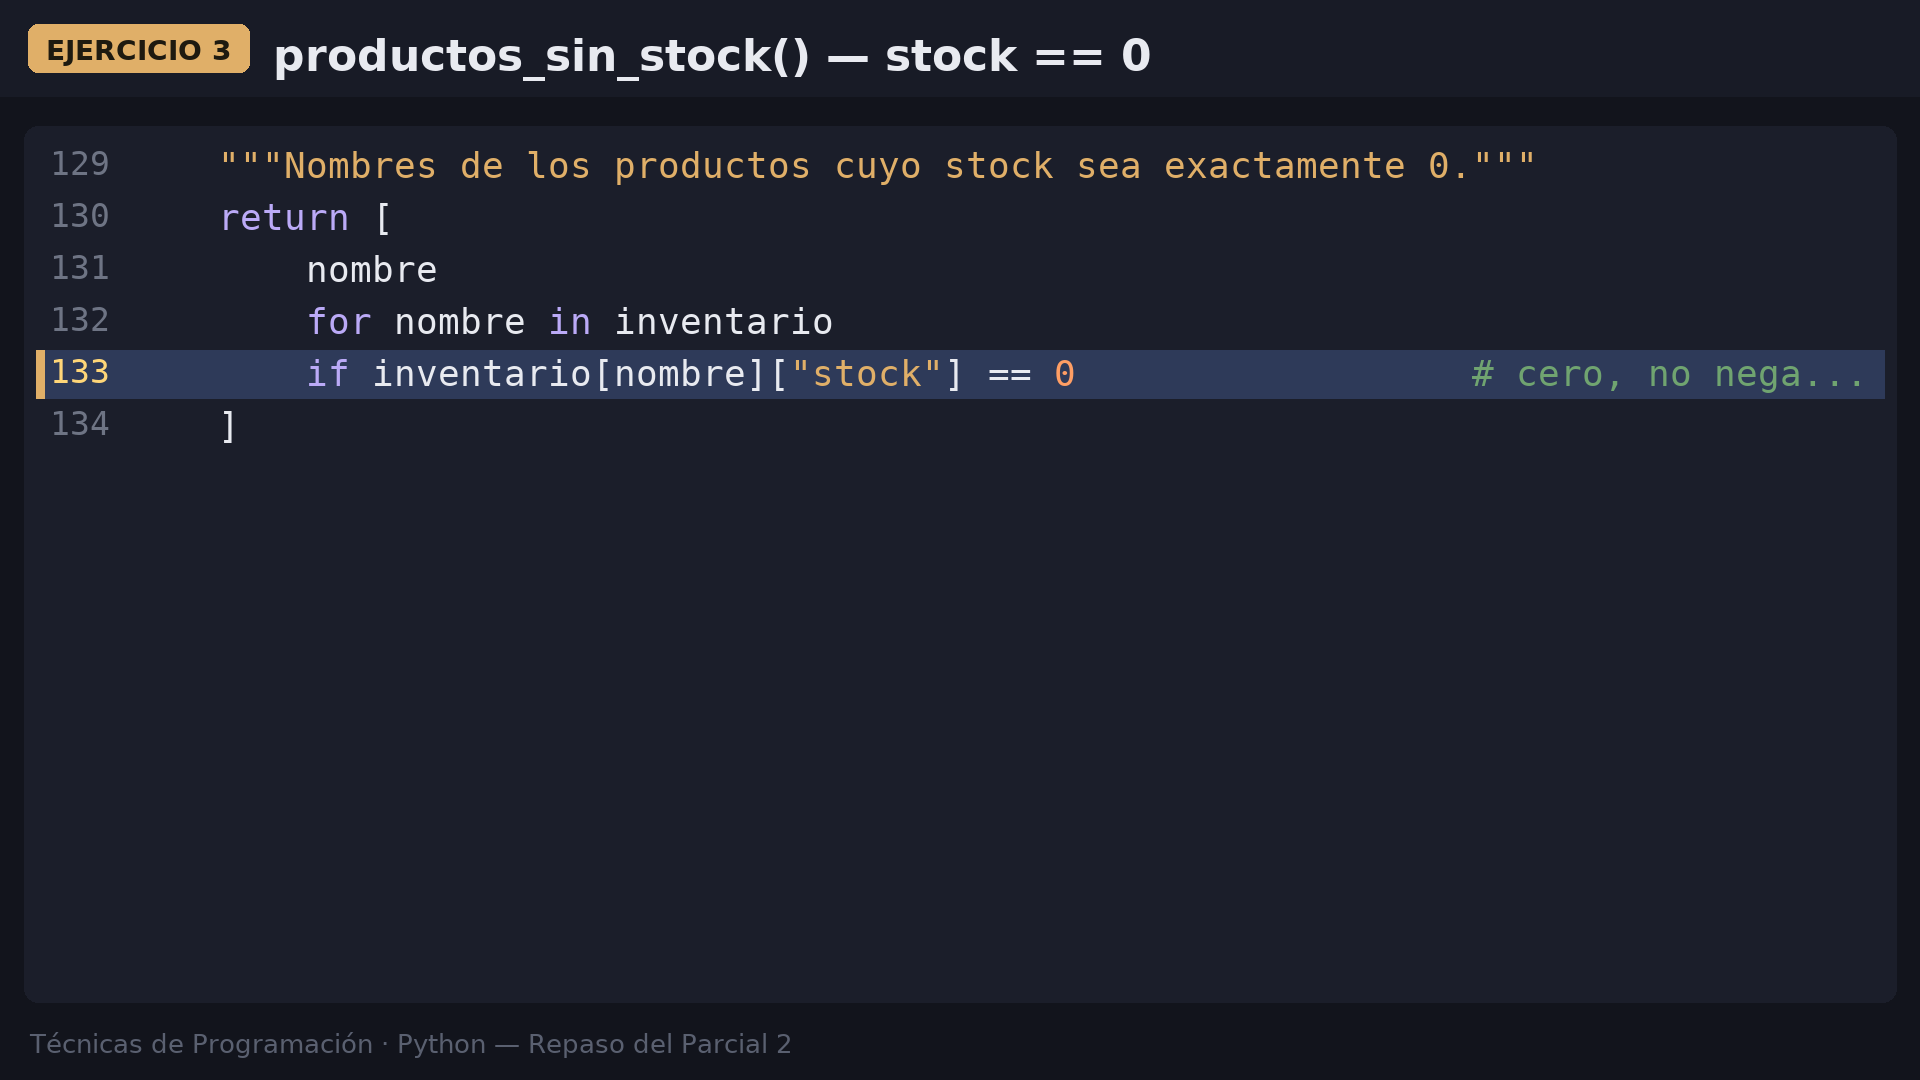 EJERCICIO 3 productos_sin_stock() — stock == 0
129 """Nombres de los productos cuyo stock sea exactamente 0."""
130 return [
131 nombre
132 for nombre in inventario
133 if inventario[nombre]["stock"] == 0 # cero, no nega...
134 ]
Técnicas de Programación · Python — Repaso del Parcial 2